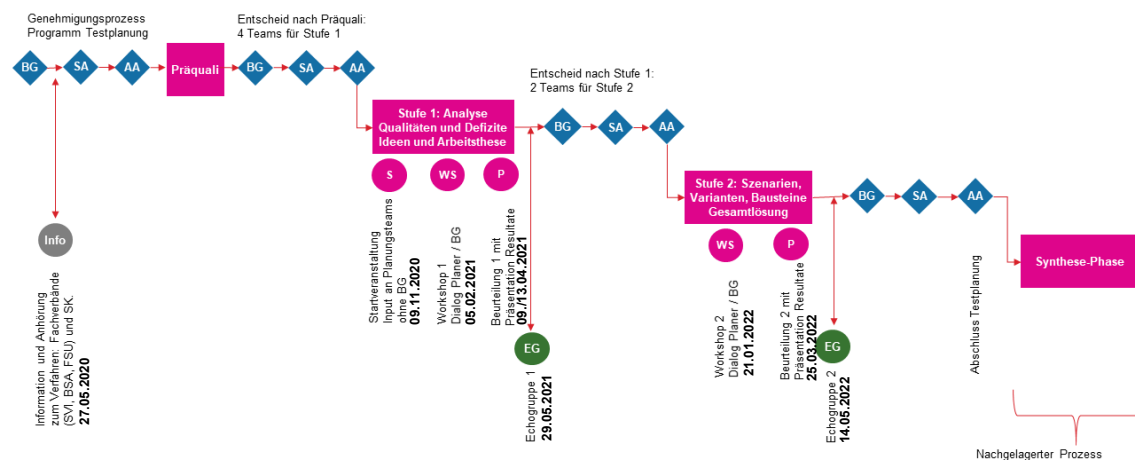 Genehmigungsprozess
Programm Testplanung
BG
SA
AA
Präquali
Entscheid nach Präquali:
4 Teams für Stufe 1
BG
SA
AA
Stufe 1: Analyse
Qualitäten und Defizite
Ideen und Arbeitsthese
S
WS
P
Entscheid nach Stufe 1:
2 Teams für Stufe 2
BG
SA
AA
Stufe 2: Szenarien,
Varianten, Bausteine
Gesamtlösung
WS
P
BG
SA
AA
Synthese-Phase
Info
Information und Anhörung
zum Verfahren: Fachverbände
(SVI, BSA, FSU) und SK.
27.05.2020
Startveranstaltung
Input an Planungsteams
ohne BG
09.11.2020
Workshop 1
Dialog Planer / BG
05.02.2021
Beurteilung 1 mit
Präsentation Resultate
09./13.04.2021
EG
Echogruppe 1
29.05.2021
Workshop 2
Dialog Planer / BG
21.01.2022
Beurteilung 2 mit
Präsentation Resultate
25.03.2022
EG
Echogruppe 2
14.05.2022
Abschluss Testplanung
Nachgelagerter Prozess